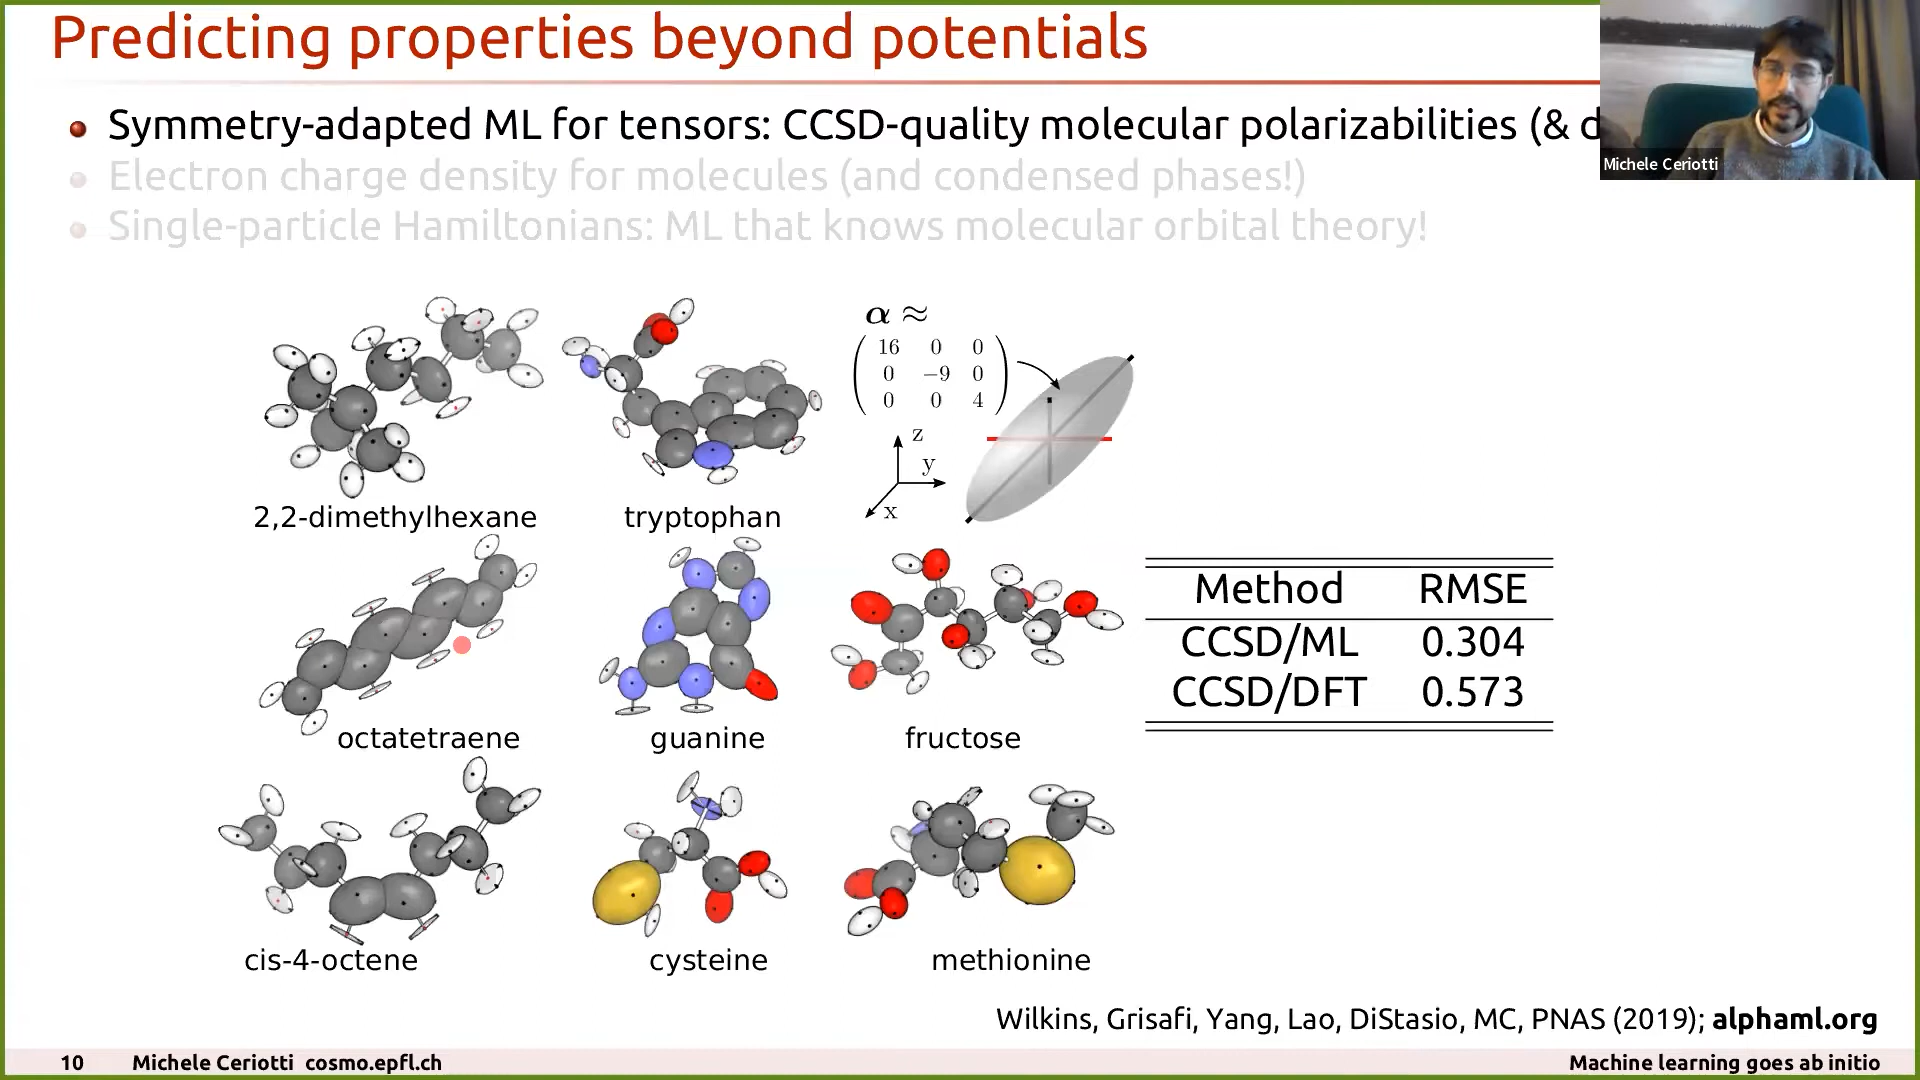 Predicting properties beyond potentials
Symmetry-adapted ML for tensors: CCSD-quality molecular polarizabilities (& d
Electron charge density for molecules (and condensed phases!)
Single-particle Hamiltonians: ML that knows molecular orbital theory!
Michele Ceriotti
α ≈
16 0 0
0 −9 0
0 0 4
z
y
x
2,2-dimethylhexane
tryptophan
octatetraene
guanine
fructose
Method RMSE
CCSD/ML 0.304
CCSD/DFT 0.573
cis-4-octene
cysteine
methionine
Wilkins, Grisafi, Yang, Lao, DiStasio, MC, PNAS (2019); alphaml.org
10 Michele Ceriotti cosmo.epfl.ch Machine learning goes ab initio